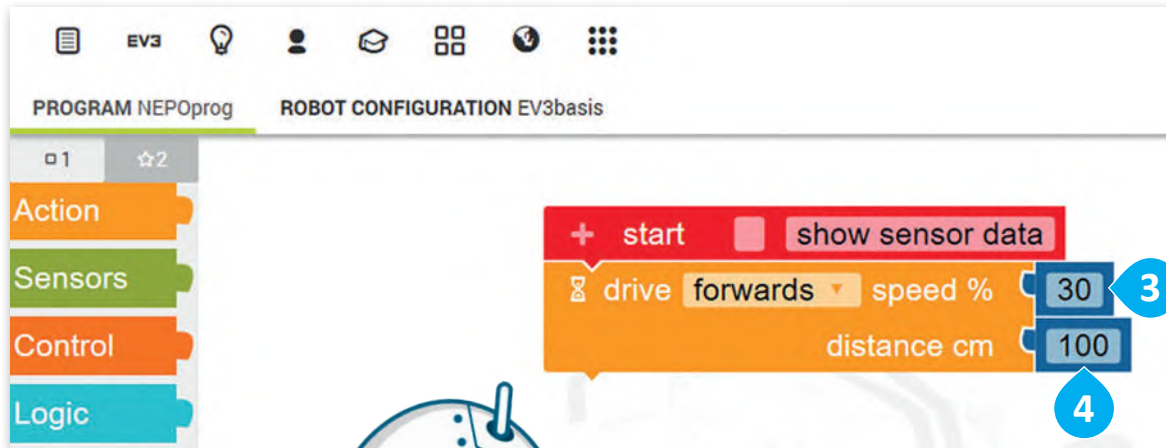 EV3
PROGRAM NEPOprog ROBOT CONFIGURATION EV3basis
1 2
Action
Sensors
Control
Logic
+ start show sensor data
drive forwards speed % 30 3
distance cm 100
4